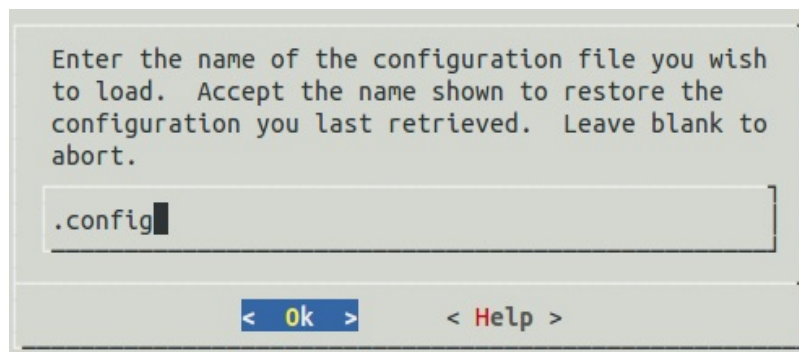 Enter the name of the configuration file you wish
to load.  Accept the name shown to restore the
configuration you last retrieved.  Leave blank to
abort.
.config
<  Ok  > < Help >